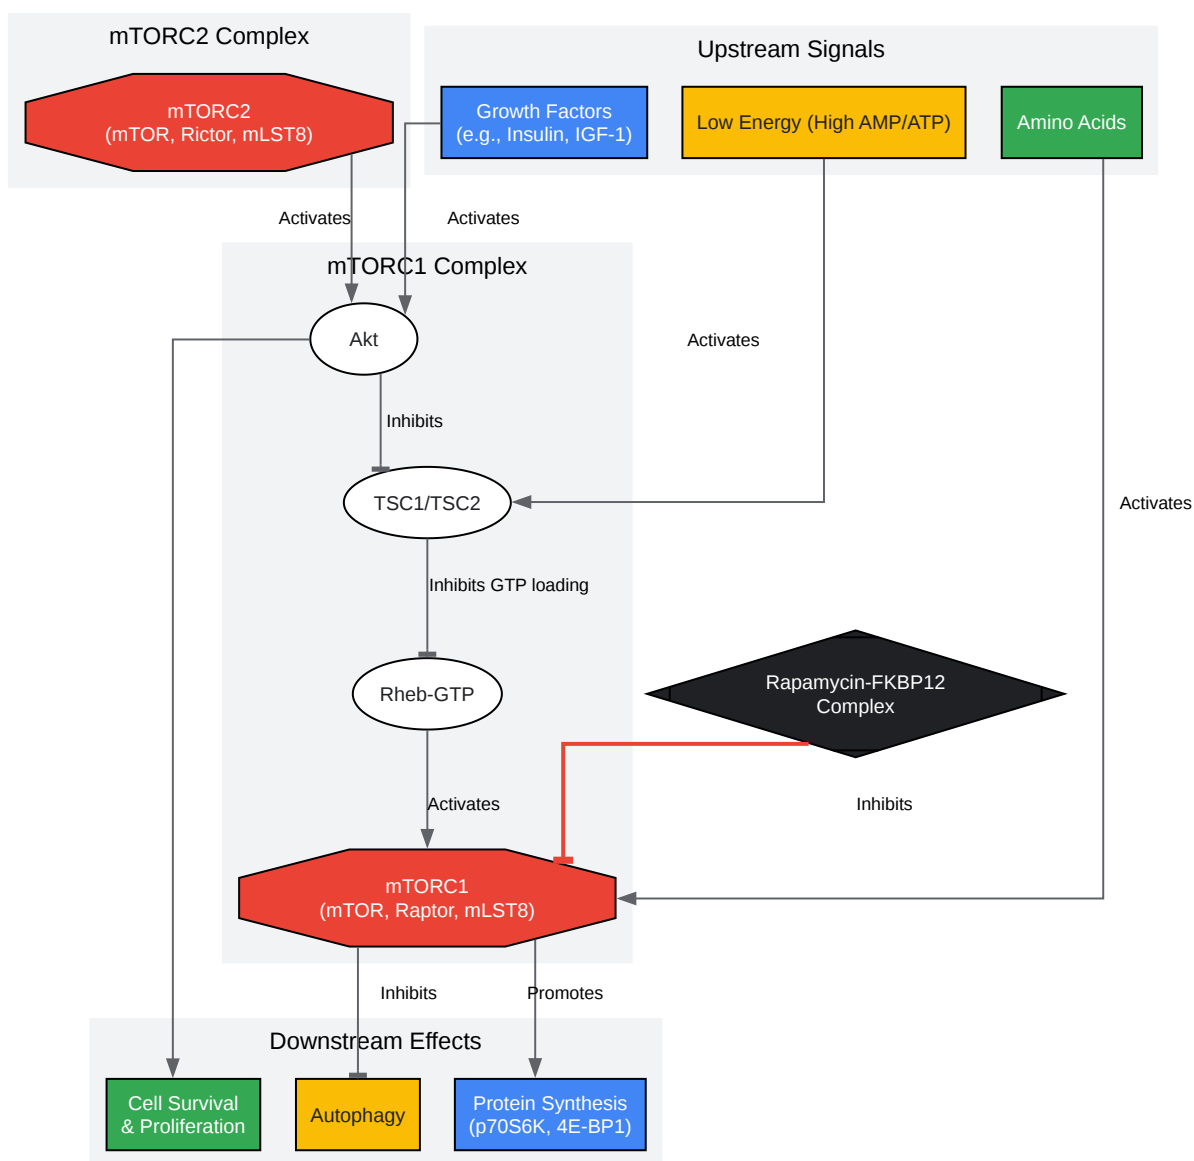 mTORC2 Complex
mTORC2
(mTOR, Rictor, mLST8)
Upstream Signals
Growth Factors
(e.g., Insulin, IGF-1)
Low Energy (High AMP/ATP)
Amino Acids
Activates
Activates
mTORC1 Complex
Akt
Activates
Inhibits
TSC1/TSC2
Activates
Inhibits GTP loading
Rheb-GTP
Rapamycin-FKBP12
Complex
Activates
Inhibits
mTORC1
(mTOR, Raptor, mLST8)
Inhibits
Promotes
Downstream Effects
Cell Survival
& Proliferation
Autophagy
Protein Synthesis
(p70S6K, 4E-BP1)